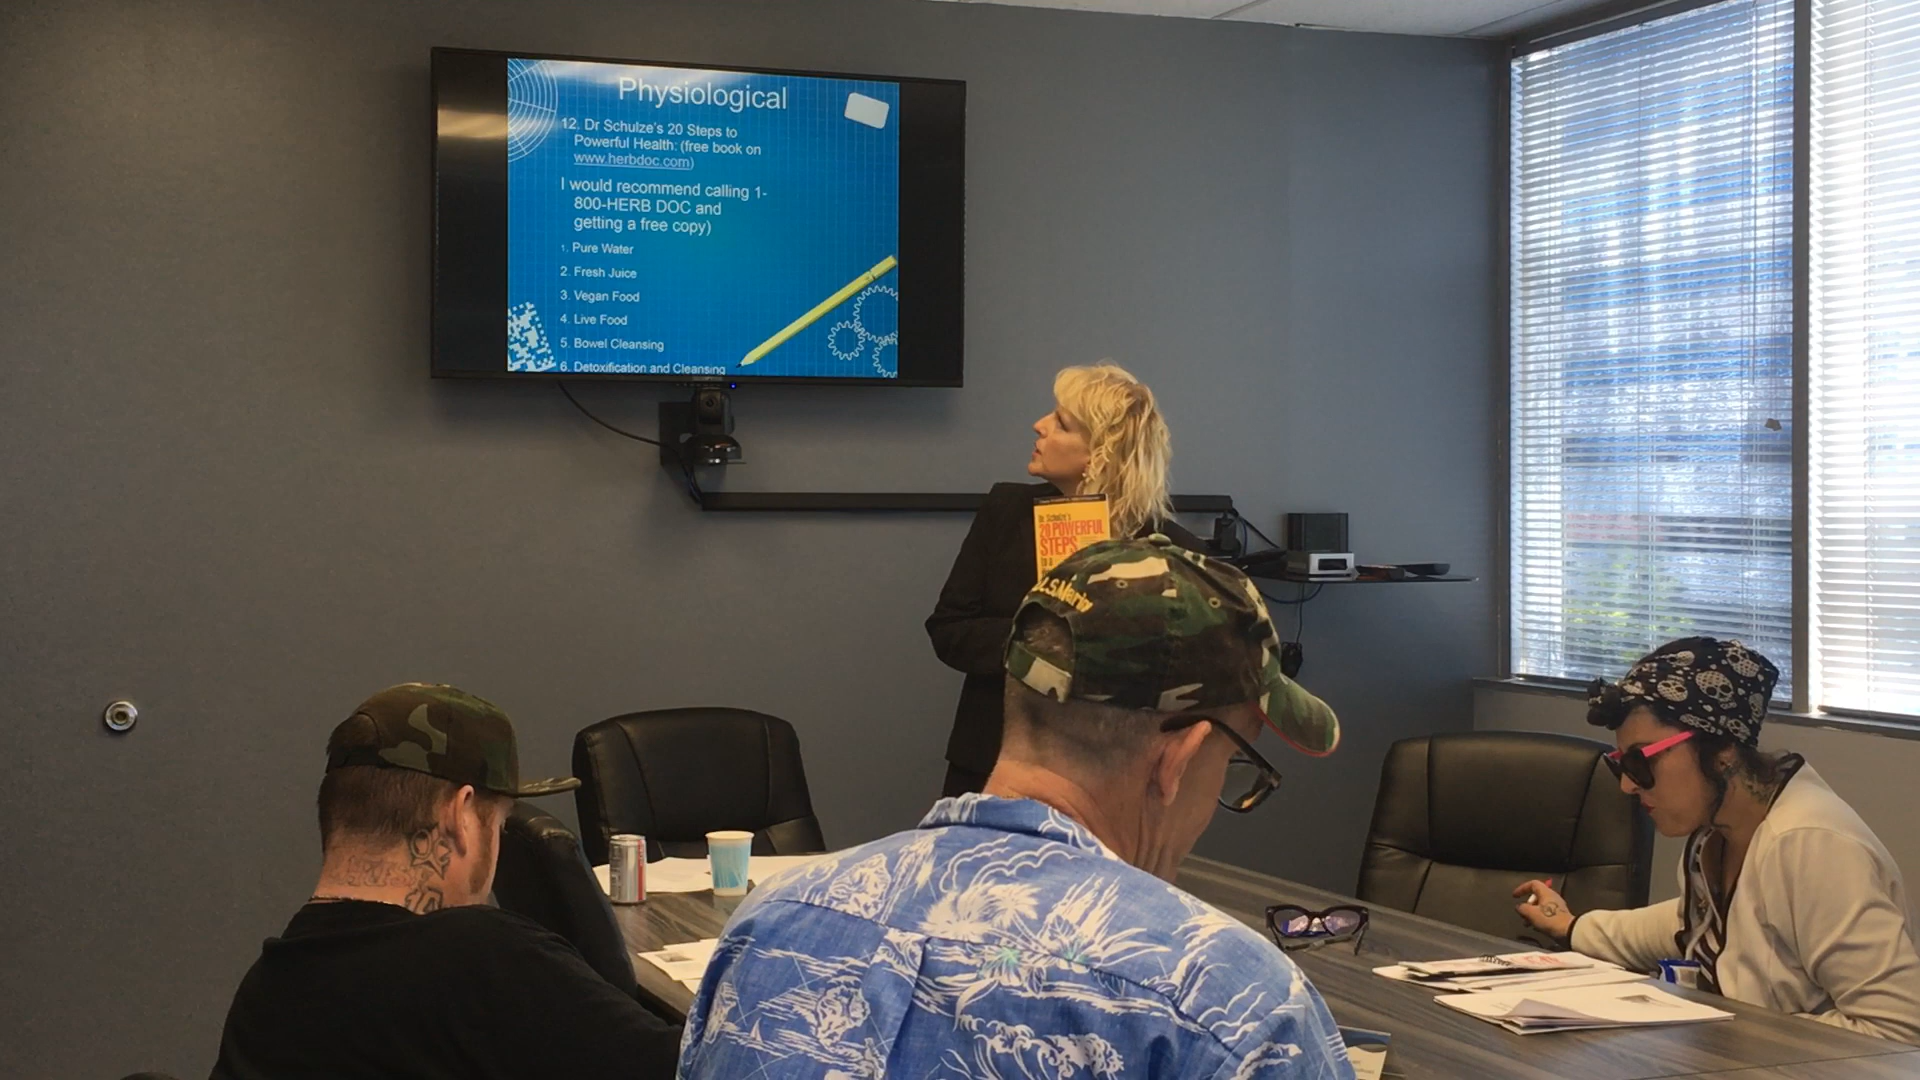 Physiological
12. Dr Schulze's 20 Steps to
Powerful Health: (free book on
www.herbdoc.com)
I would recommend calling 1-
800-HERB DOC and
getting a free copy)
1. Pure Water
2. Fresh Juice
3. Vegan Food
4. Live Food
5. Bowel Cleansing
6. Detoxification and Cleansing
Dr. Schulze's
20 POWERFUL
STEPS
to a
U.S. Marin